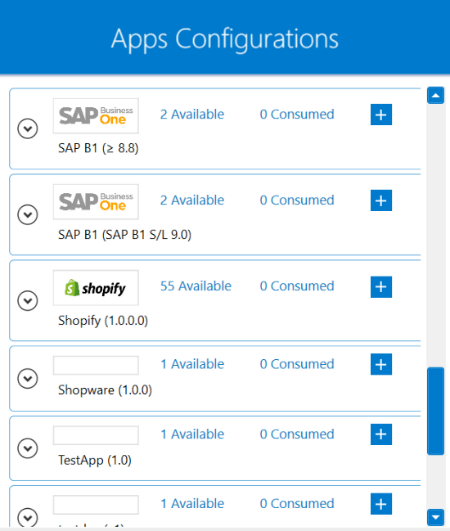 Apps Configurations
SAP Business One 2 Available 0 Consumed
SAP B1 (≥ 8.8)
SAP Business One 2 Available 0 Consumed
SAP B1 (SAP B1 S/L 9.0)
shopify 55 Available 0 Consumed
Shopify (1.0.0.0)
1 Available 0 Consumed
Shopware (1.0.0)
1 Available 0 Consumed
TestApp (1.0)
1 Available 0 Consumed